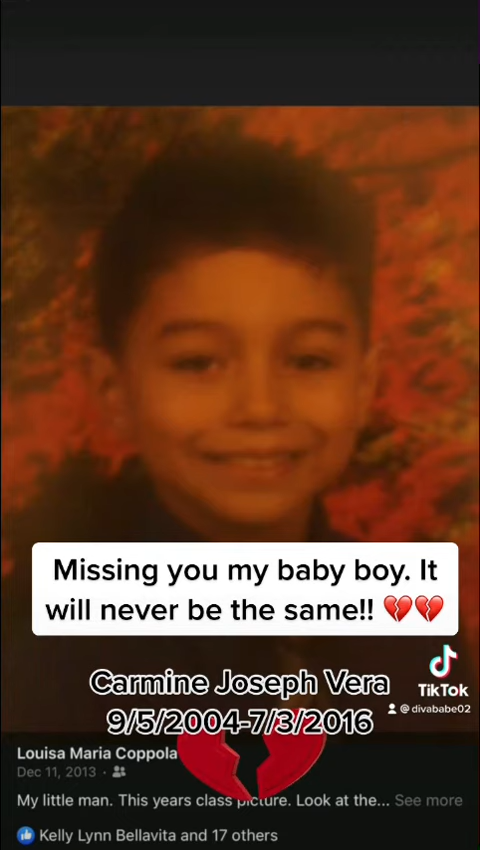 Missing you my baby boy. It
will never be the same!! 💔💔
Carmine Joseph Vera
9/5/2004-7/3/2016
TikTok
@divababe02
Louisa Maria Coppola
Dec 11, 2013 ·
My little man. This years class picture. Look at the... See more
Kelly Lynn Bellavita and 17 others